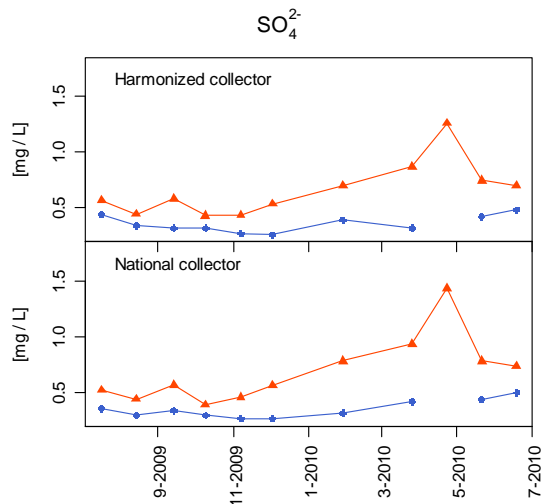 SO₄²⁻
Harmonized collector
[mg / L]
1.5
1.0
0.5
National collector
[mg / L]
1.5
1.0
0.5
9-2009
11-2009
1-2010
3-2010
5-2010
7-2010